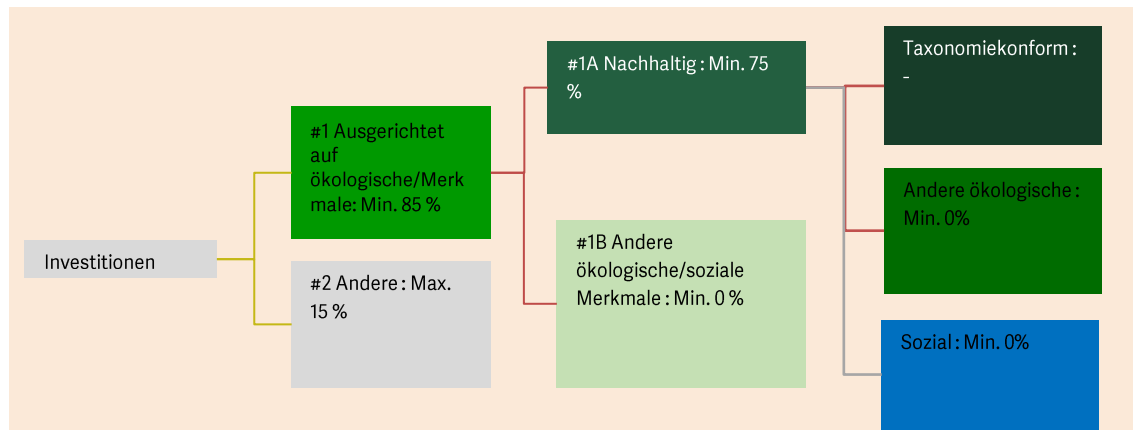 Investitionen
#1 Ausgerichtet
auf
ökologische/Merk
male: Min. 85 %
#2 Andere : Max.
15 %
#1A Nachhaltig : Min. 75
%
#1B Andere
ökologische/soziale
Merkmale : Min. 0 %
Taxonomiekonform :
-
Andere ökologische :
Min. 0%
Sozial : Min. 0%